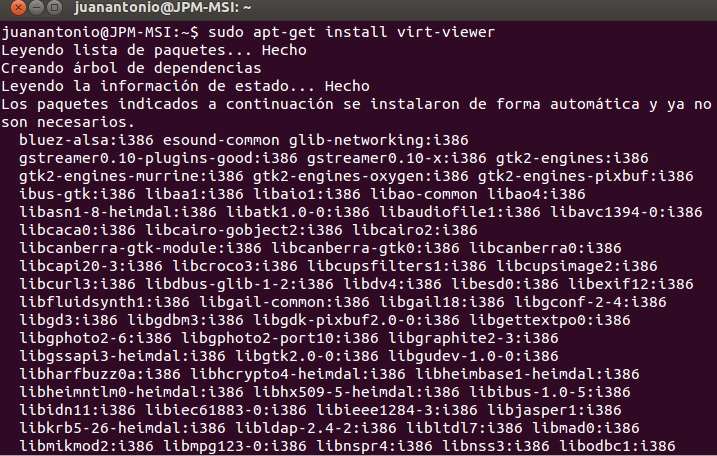 juanantonio@JPM-MSI: ~
juanantonio@JPM-MSI:~$ sudo apt-get install virt-viewer
Leyendo lista de paquetes... Hecho
Creando árbol de dependencias
Leyendo la información de estado... Hecho
Los paquetes indicados a continuación se instalaron de forma automática y ya no
son necesarios.
bluez-alsa:i386 esound-common glib-networking:i386
gstreamer0.10-plugins-good:i386 gstreamer0.10-x:i386 gtk2-engines:i386
gtk2-engines-murrine:i386 gtk2-engines-oxygen:i386 gtk2-engines-pixbuf:i386
ibus-gtk:i386 libaa1:i386 libaio1:i386 libao-common libao4:i386
libasn1-8-heimdal:i386 libatk1.0-0:i386 libaudiofile1:i386 libavc1394-0:i386
libcaca0:i386 libcairo-gobject2:i386 libcairo2:i386
libcanberra-gtk-module:i386 libcanberra-gtk0:i386 libcanberra0:i386
libcapi20-3:i386 libcroco3:i386 libcupsfilters1:i386 libcupsimage2:i386
libcurl3:i386 libdbus-glib-1-2:i386 libdv4:i386 libesd0:i386 libexif12:i386
libfluidsynth1:i386 libgail-common:i386 libgail18:i386 libgconf-2-4:i386
libgd3:i386 libgdbm3:i386 libgdk-pixbuf2.0-0:i386 libgettextpo0:i386
libgphoto2-6:i386 libgphoto2-port10:i386 libgraphite2-3:i386
libgssapi3-heimdal:i386 libgtk2.0-0:i386 libgudev-1.0-0:i386
libharfbuzz0a:i386 libhcrypto4-heimdal:i386 libheimbase1-heimdal:i386
libheimntlm0-heimdal:i386 libhx509-5-heimdal:i386 libibus-1.0-5:i386
libidn11:i386 libiec61883-0:i386 libieee1284-3:i386 libjasper1:i386
libkrb5-26-heimdal:i386 libldap-2.4-2:i386 libltdl7:i386 libmad0:i386
libmikmod2:i386 libmpg123-0:i386 libnspr4:i386 libnss3:i386 libodbc1:i386